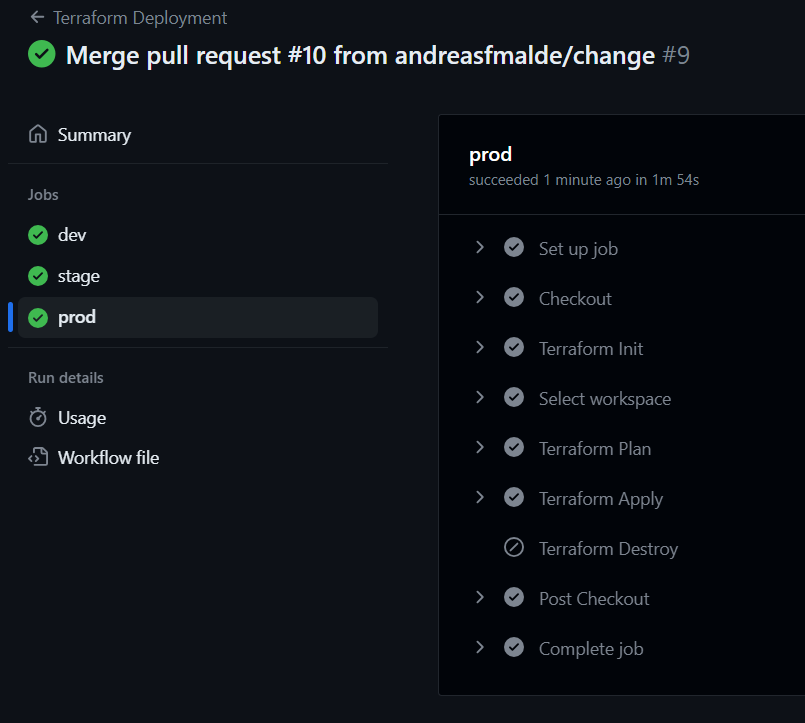 Terraform Deployment
Merge pull request #10 from andreasfmalde/change #9
Summary
Jobs
dev
stage
prod
Run details
Usage
Workflow file
prod
succeeded 1 minute ago in 1m 54s
Set up job
Checkout
Terraform Init
Select workspace
Terraform Plan
Terraform Apply
Terraform Destroy
Post Checkout
Complete job